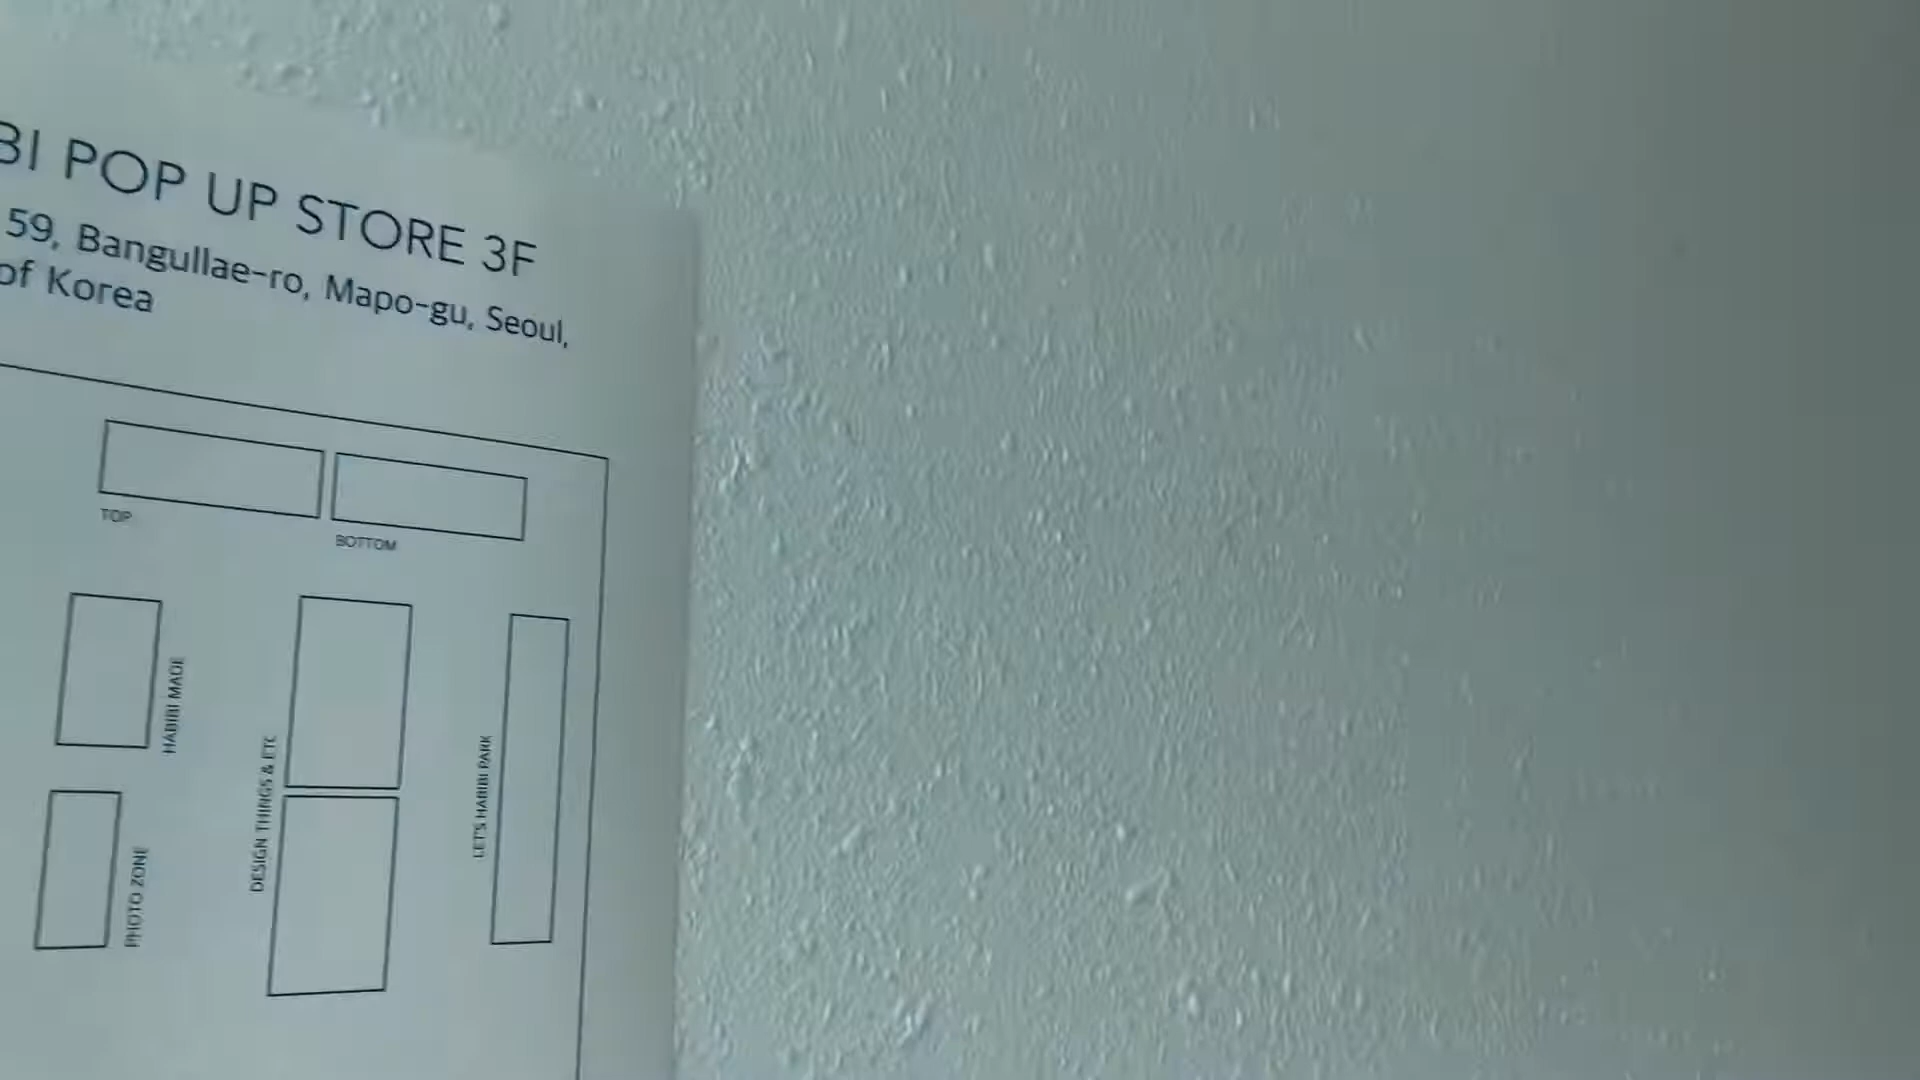 BI POP UP STORE 3F
59, Bangullae-ro, Mapo-gu, Seoul,
of Korea
TOP
BOTTOM
HABIBI MADE
DESIGN THINGS & ETC
LET'S HABIBI PARK
PHOTO ZONE